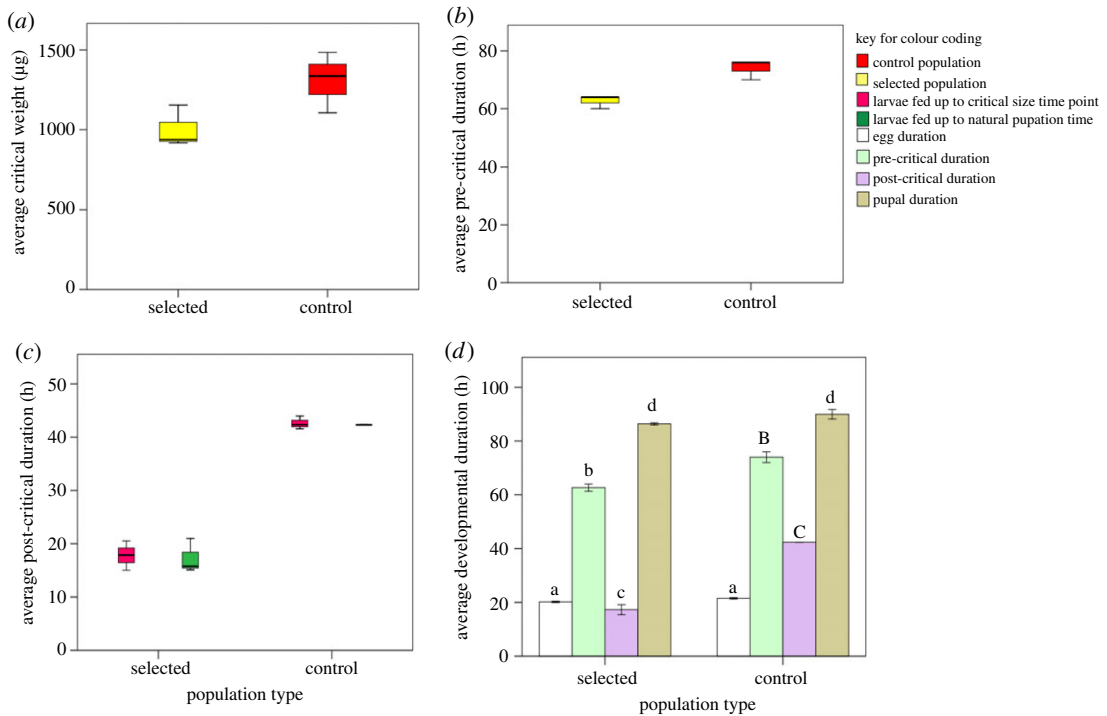 (a)
average critical weight (µg)
1500
1000
500
0
selected
control
(b)
average pre-critical duration (h)
80
60
40
20
0
selected
control
key for colour coding
control population
selected population
larvae fed up to critical size time point
larvae fed up to natural pupation time
egg duration
pre-critical duration
post-critical duration
pupal duration
(c)
average post-critical duration (h)
50
40
30
20
10
0
selected
control
population type
(d)
average developmental duration (h)
100
80
60
40
20
0
a
b
c
d
a
B
C
d
selected
control
population type